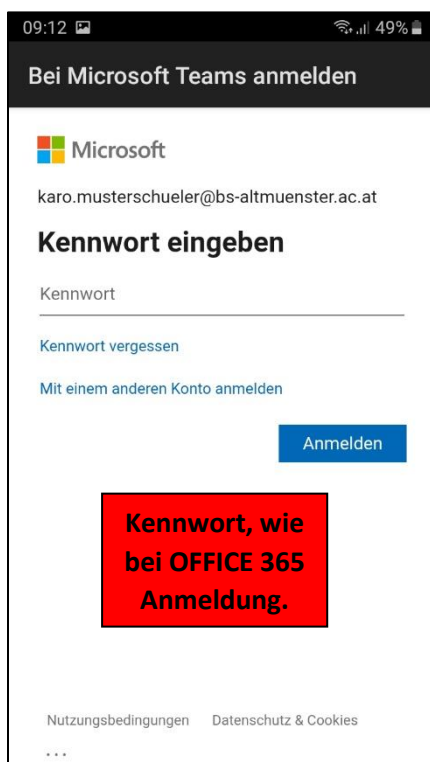 09:12 49%
Bei Microsoft Teams anmelden
Microsoft
karo.musterschueler@bs-altmuenster.ac.at
Kennwort eingeben
Kennwort
Kennwort vergessen
Mit einem anderen Konto anmelden
Anmelden
Kennwort, wie
bei OFFICE 365
Anmeldung.
Nutzungsbedingungen Datenschutz & Cookies
...